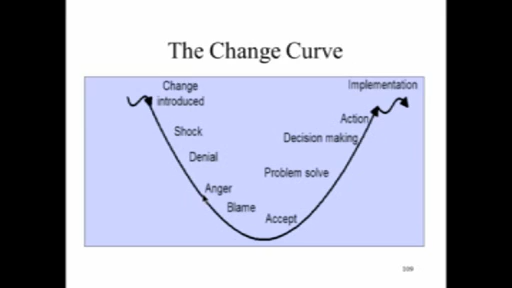 The Change Curve
Change
introduced
Implementation
Shock
Action
Denial
Decision making
Anger
Problem solve
Blame
Accept
109